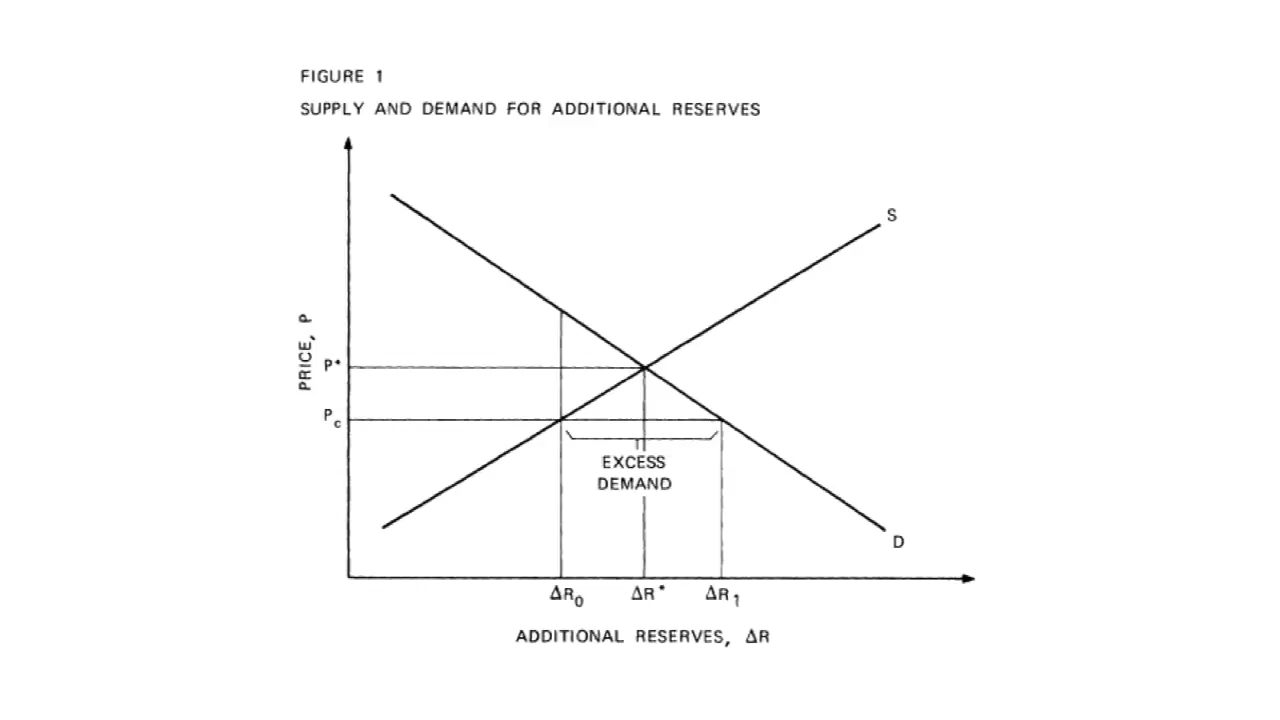 FIGURE 1
SUPPLY AND DEMAND FOR ADDITIONAL RESERVES
S
PRICE, P
P*
Pc
EXCESS
DEMAND
D
ΔR0 ΔR* ΔR1
ADDITIONAL RESERVES, ΔR